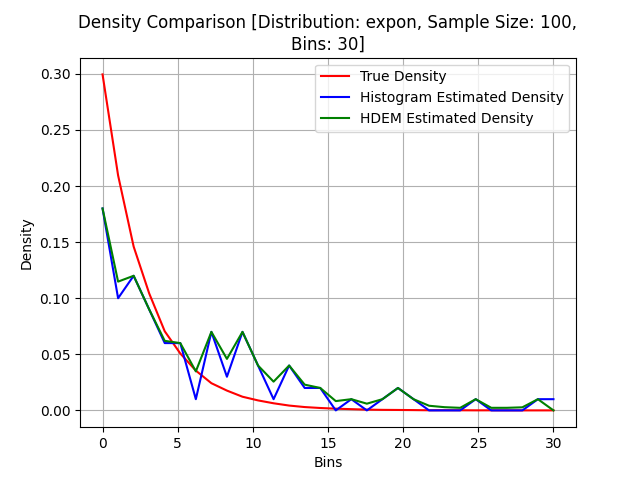 Density Comparison [Distribution: expon, Sample Size: 100,
Bins: 30]
True Density
Histogram Estimated Density
HDEM Estimated Density
Density
0.30
0.25
0.20
0.15
0.10
0.05
0.00
0 5 10 15 20 25 30
Bins